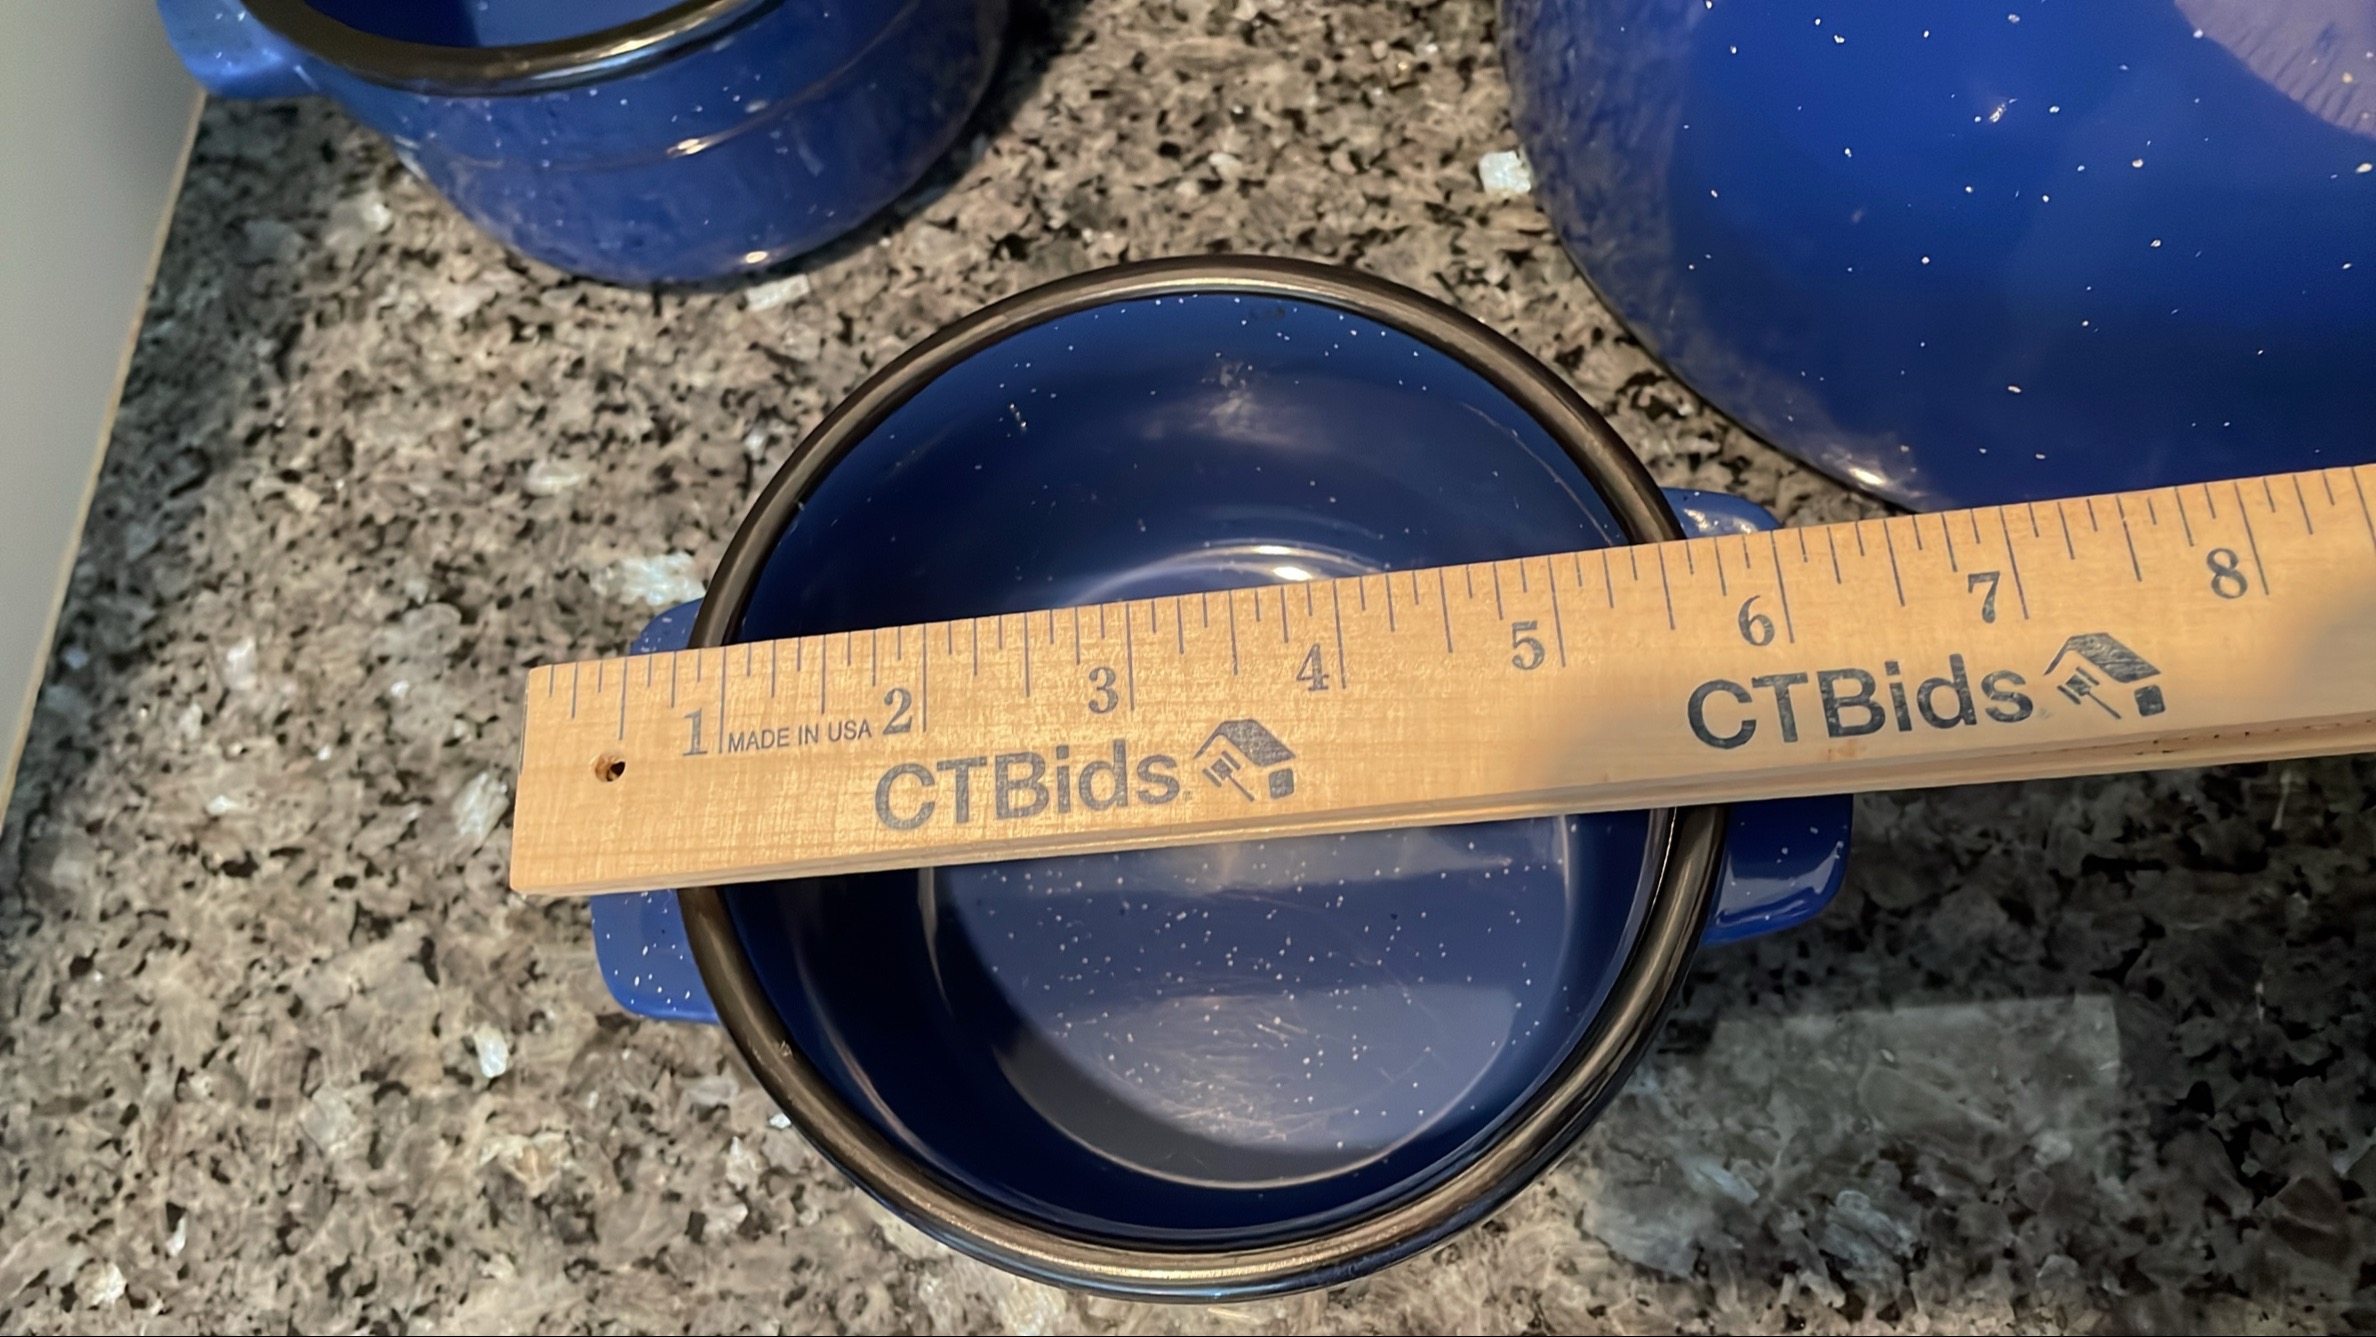 1 2 3 4 5 6 7 8
MADE IN USA
CTBids CTBids